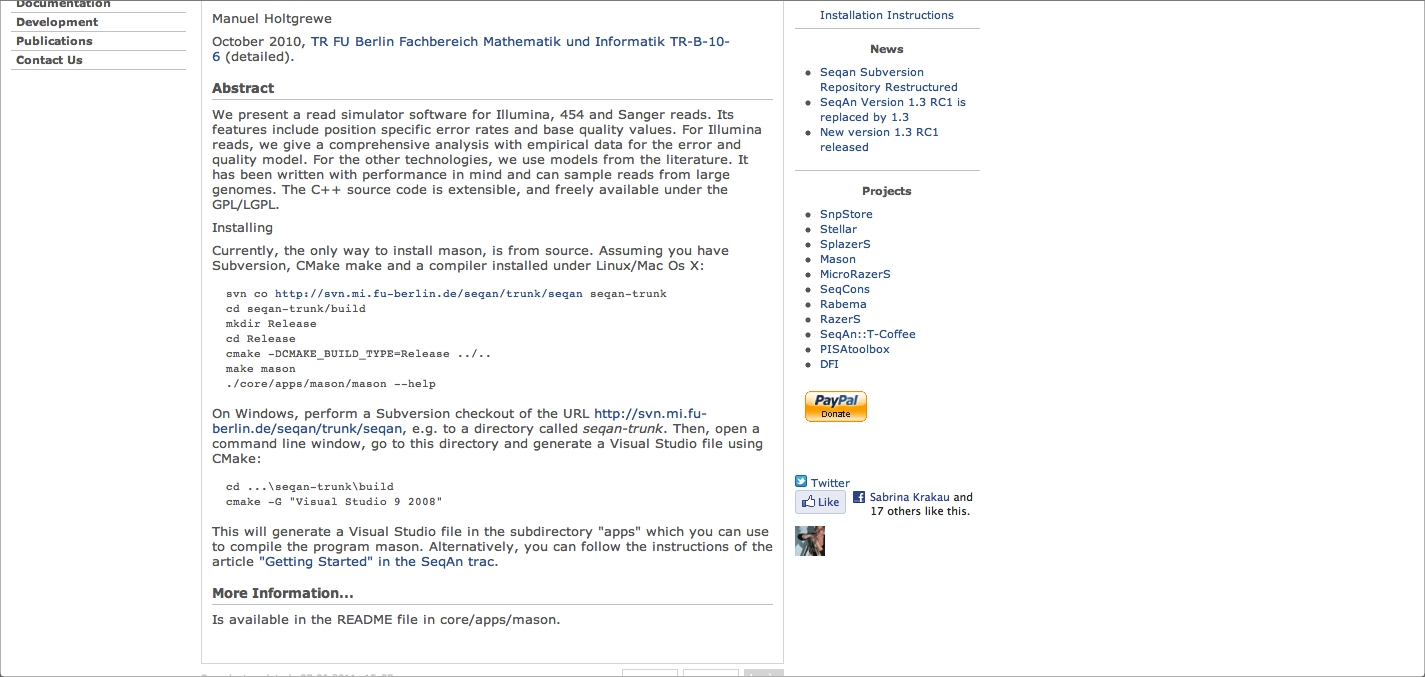 Documentation
Development
Publications
Contact Us
Manuel Holtgrewe
October 2010, TR FU Berlin Fachbereich Mathematik und Informatik TR-B-10-
6 (detailed).
Abstract
We present a read simulator software for Illumina, 454 and Sanger reads. Its
features include position specific error rates and base quality values. For Illumina
reads, we give a comprehensive analysis with empirical data for the error and
quality model. For the other technologies, we use models from the literature. It
has been written with performance in mind and can sample reads from large
genomes. The C++ source code is extensible, and freely available under the
GPL/LGPL.
Installing
Currently, the only way to install mason, is from source. Assuming you have
Subversion, CMake make and a compiler installed under Linux/Mac Os X:
svn co http://svn.mi.fu-berlin.de/seqan/trunk/seqan seqan-trunk
cd seqan-trunk/build
mkdir Release
cd Release
cmake -DCMAKE_BUILD_TYPE=Release ../..
make mason
./core/apps/mason/mason --help
On Windows, perform a Subversion checkout of the URL http://svn.mi.fu-
berlin.de/seqan/trunk/seqan, e.g. to a directory called seqan-trunk. Then, open a
command line window, go to this directory and generate a Visual Studio file using
CMake:
cd ...\seqan-trunk\build
cmake -G "Visual Studio 9 2008"
This will generate a Visual Studio file in the subdirectory "apps" which you can use
to compile the program mason. Alternatively, you can follow the instructions of the
article "Getting Started" in the SeqAn trac.
More Information...
Is available in the README file in core/apps/mason.
Installation Instructions
News
Seqan Subversion
Repository Restructured
SeqAn Version 1.3 RC1 is
replaced by 1.3
New version 1.3 RC1
released
Projects
SnpStore
Stellar
SplazerS
Mason
MicroRazerS
SeqCons
Rabema
RazerS
SeqAn::T-Coffee
PISAtoolbox
DFI
PayPal
Donate
Twitter
Like
Sabrina Krakau and
17 others like this.